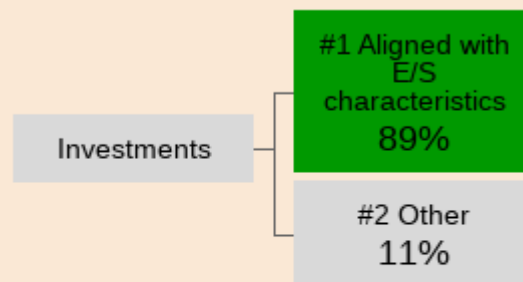 #1 Aligned with
E/S
characteristics
89%
Investments
#2 Other
11%